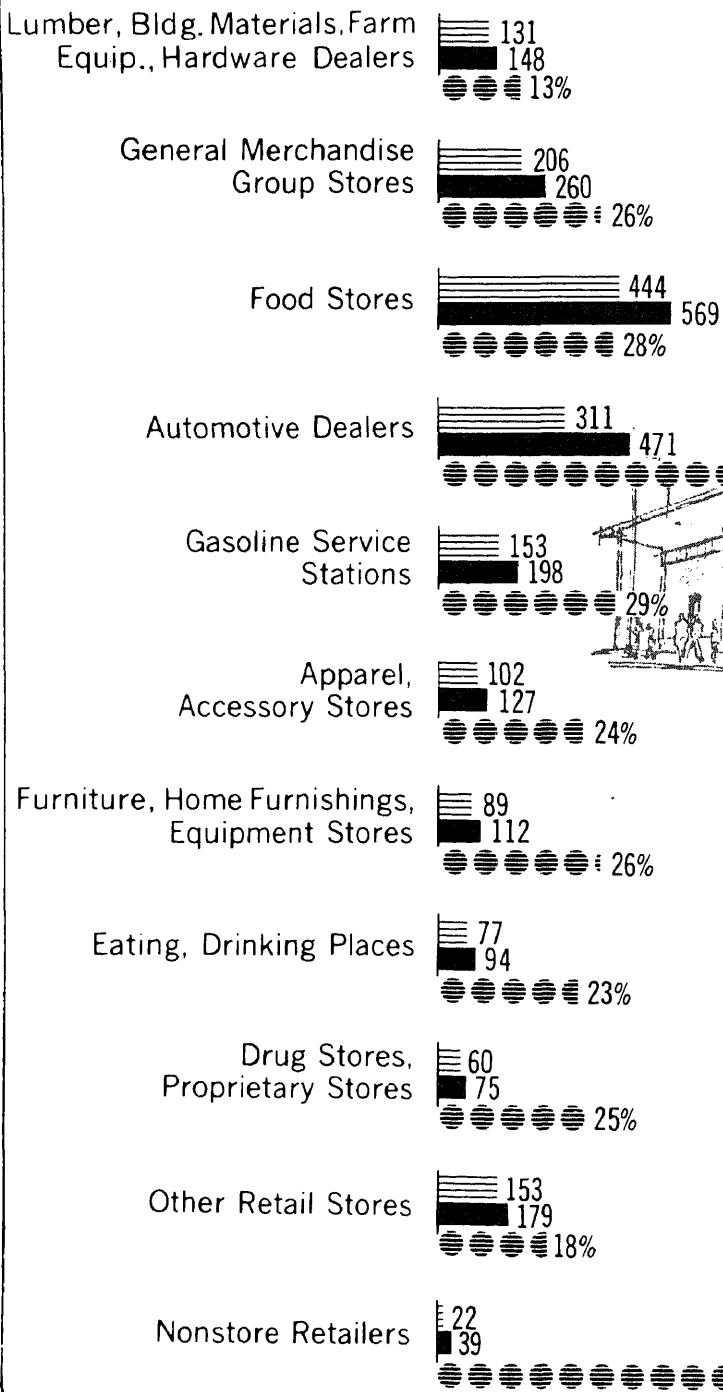 Lumber, Bldg. Materials, Farm
Equip., Hardware Dealers
131
148
13%
General Merchandise
Group Stores
206
260
26%
Food Stores
444
569
28%
Automotive Dealers
311
471
Gasoline Service
Stations
153
198
29%
Apparel,
Accessory Stores
102
127
24%
Furniture, Home Furnishings,
Equipment Stores
89
112
26%
Eating, Drinking Places
77
94
23%
Drug Stores,
Proprietary Stores
60
75
25%
Other Retail Stores
153
179
18%
Nonstore Retailers
22
39